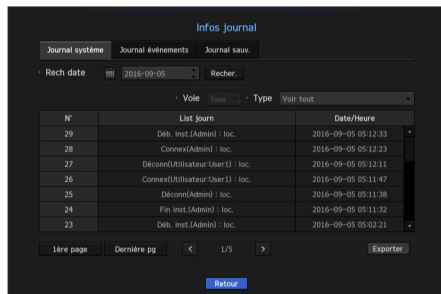 Infos journal
Journal système Journal événements Journal sauv.
· Rech date 2016-09-05 Recher.
· Voie Tous · Type Voir tout
N° List journ Date/Heure
29 Déb. inst.(Admin) : loc. 2016-09-05 05:12:33
28 Connex(Admin) : loc. 2016-09-05 05:12:23
27 Déconn(Utilisateur:User1) : loc. 2016-09-05 05:12:11
26 Connex(Utilisateur:User1) : loc. 2016-09-05 05:11:47
25 Déconn(Admin) : loc. 2016-09-05 05:11:38
24 Fin inst.(Admin) : loc. 2016-09-05 05:11:32
23 Déb. inst.(Admin) : loc. 2016-09-05 05:02:21
1ère page Dernière pg < 1/5 > Exporter
Retour